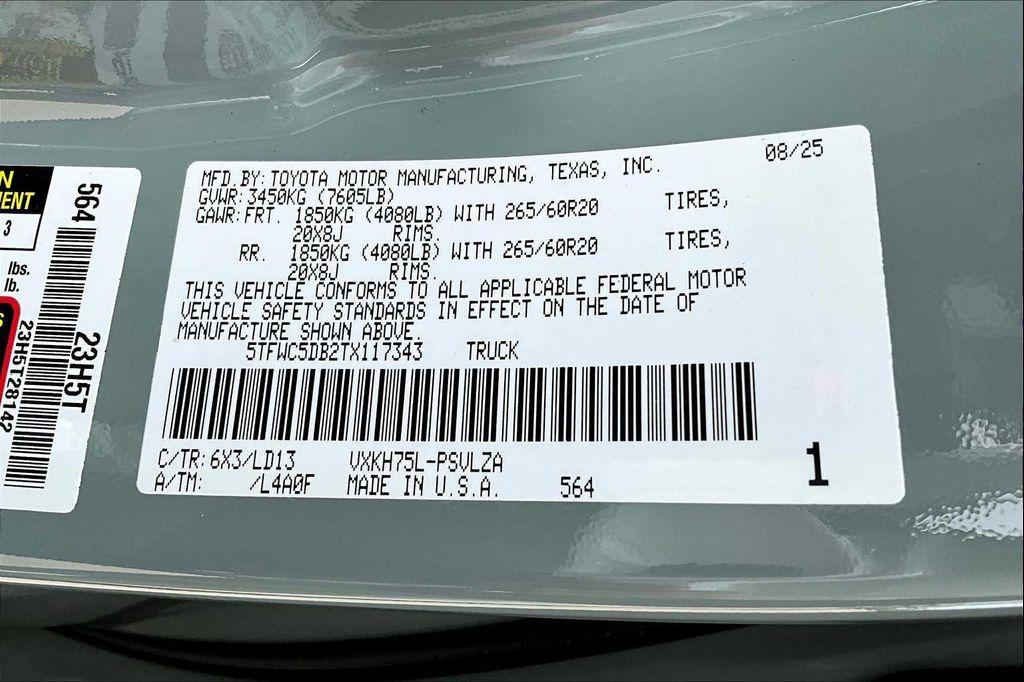 MFD.BY:TOYOTA MOTOR MANUFACTURING, TEXAS, INC. 08/25
GVWR:3450KG (7605LB)
GAWR:FRT. 1850KG (4080LB) WITH 265/60R20 TIRES,
20X8J RIMS.
RR. 1850KG (4080LB) WITH 265/60R20 TIRES,
20X8J RIMS.
THIS VEHICLE CONFORMS TO ALL APPLICABLE FEDERAL MOTOR
VEHICLE SAFETY STANDARDS IN EFFECT ON THE DATE OF
MANUFACTURE SHOWN ABOVE.
5TFWC5DB2TX117343 TRUCK
C/TR:6X3/LD13 VXKH75L-PSVLZA
A/TM: /L4A0F MADE IN U.S.A. 564
1
3
lbs.
lb.
564
23H5T
23H5T28142